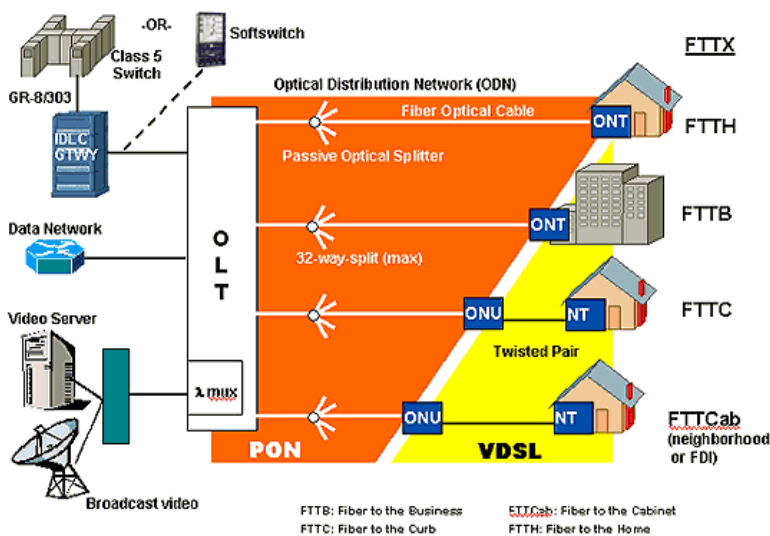 -OR-
Softswitch
Class 5
Switch
GR-8/303
IDLC
GTWY
Data Network
Video Server
Broadcast video
OLT
λ mux
Optical Distribution Network (ODN)
Fiber Optical Cable
Passive Optical Splitter
32-way-split (max)
ONT
ONT
ONU
NT
Twisted Pair
ONU
NT
PON
VDSL
FTTX
FTTH
FTTB
FTTC
FTTCab
(neighborhood
or FDI)
FTTB: Fiber to the Business
FTTCab: Fiber to the Cabinet
FTTC: Fiber to the Curb
FTTH: Fiber to the Home